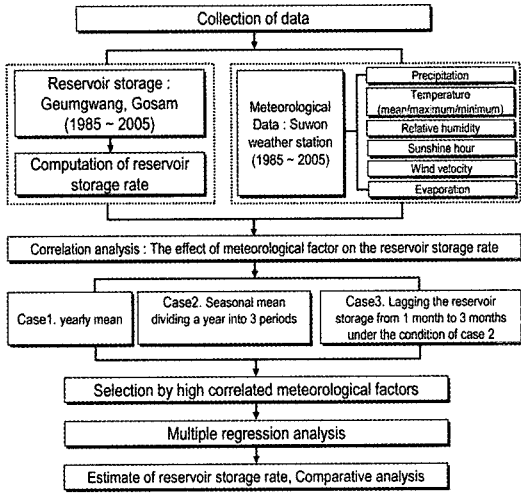 Collection of data
Reservoir storage :
Geumgwang, Gosam
(1985 ~ 2005)
Computation of reservoir
storage rate
Meteorological
Data : Suwon
weather station
(1985 ~ 2005)
Precipitation
Temperature
(mean/maximum/minimum)
Relative humidity
Sunshine hour
Wind velocity
Evaporation
Correlation analysis : The effect of meteorological factor on the reservoir storage rate
Case1. yearly mean
Case2. Seasonal mean
dividing a year into 3 periods
Case3. Lagging the reservoir
storage from 1 month to 3 months
under the condition of case 2
Selection by high correlated meteorological factors
Multiple regression analysis
Estimate of reservoir storage rate, Comparative analysis